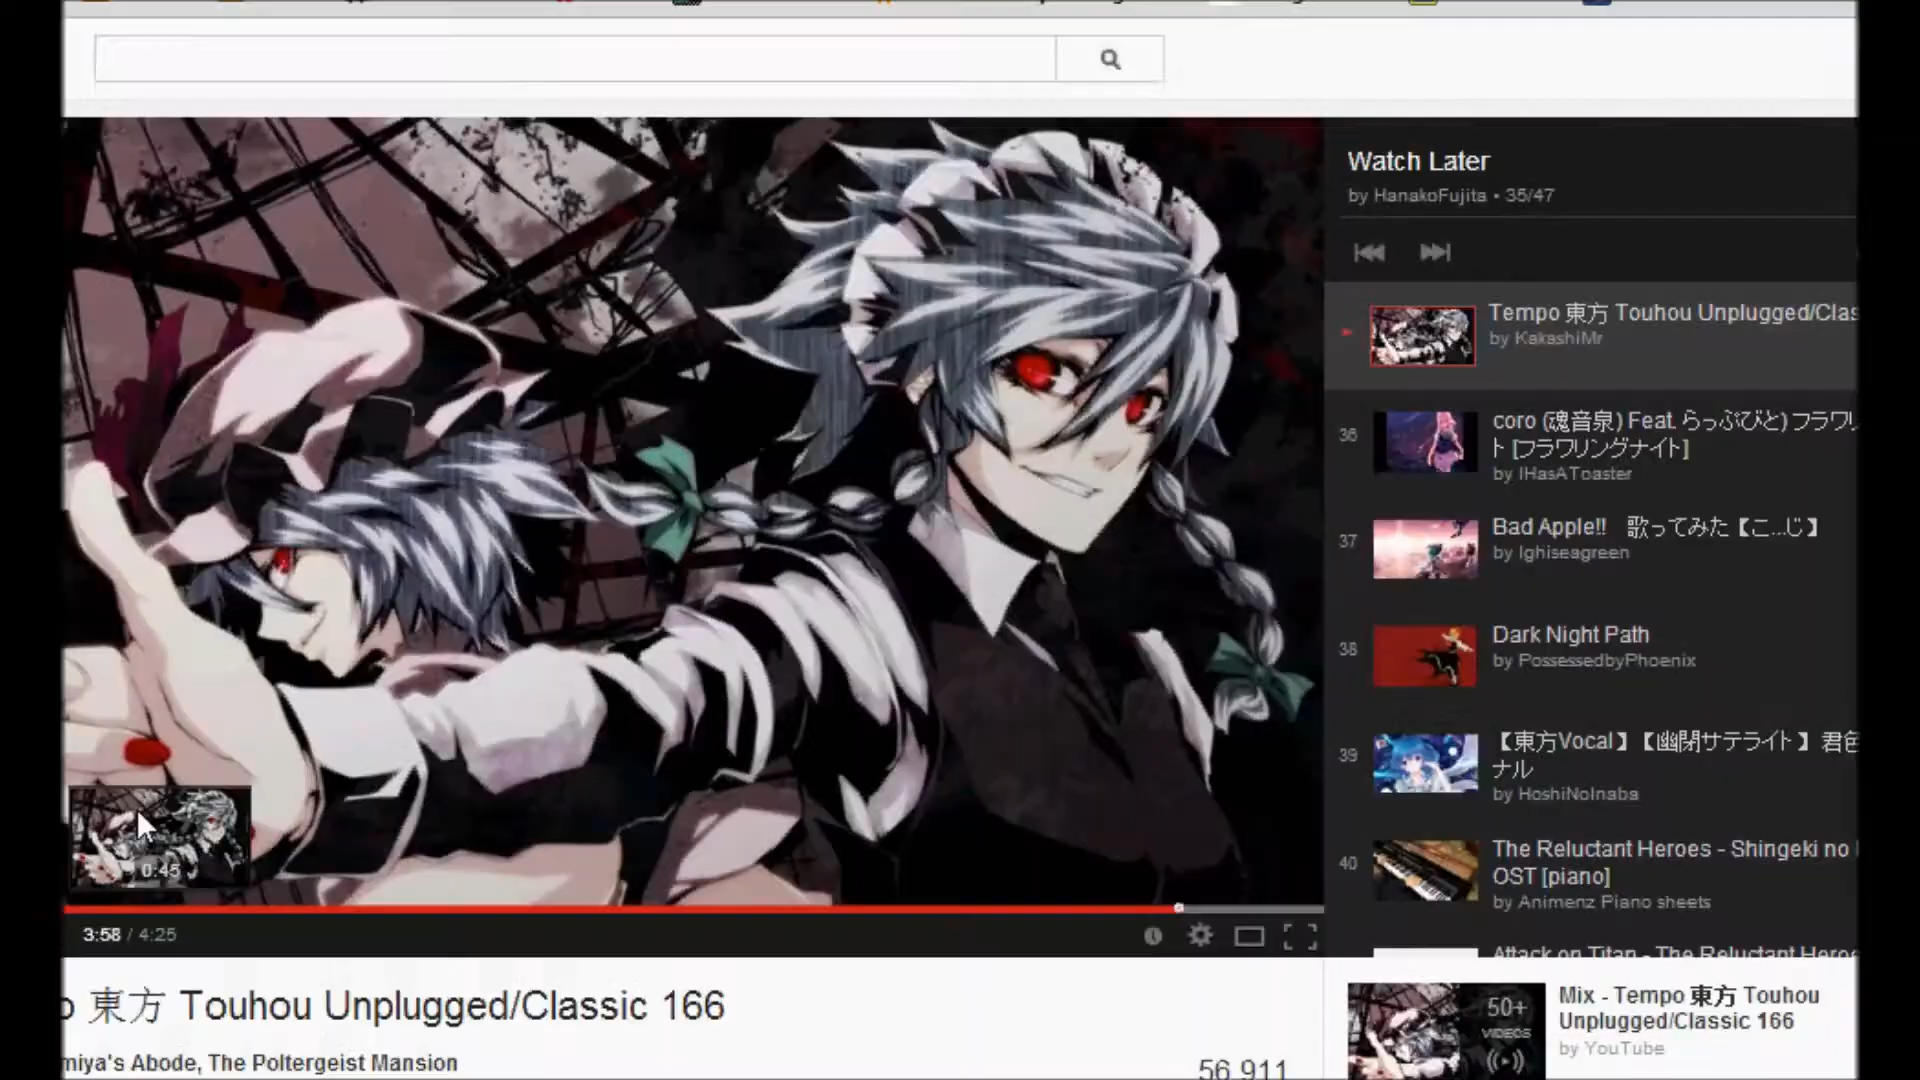 Watch Later
by HanakoFujita • 35/47
Tempo 東方 Touhou Unplugged/Clas
by KakashiMr
36
coro (魂音泉) Feat. らっぷびと) フラワリ
ト [フラワリングナイト]
by IHasAToaster
37
Bad Apple!! 歌ってみた【こ...じ】
by Ighiseagreen
38
Dark Night Path
by PossessedbyPhoenix
39
【東方Vocal】【幽閉サテライト】 君色
ナル
by HoshiNoInaba
40
The Reluctant Heroes - Shingeki no
OST [piano]
by Animenz Piano sheets
Attack on Titan - The Reluctant Heroe
0:45
3:58 / 4:25
東方 Touhou Unplugged/Classic 166
miya's Abode, The Poltergeist Mansion
56,911
50+
VIDEOS
Mix - Tempo 東方 Touhou
Unplugged/Classic 166
by YouTube